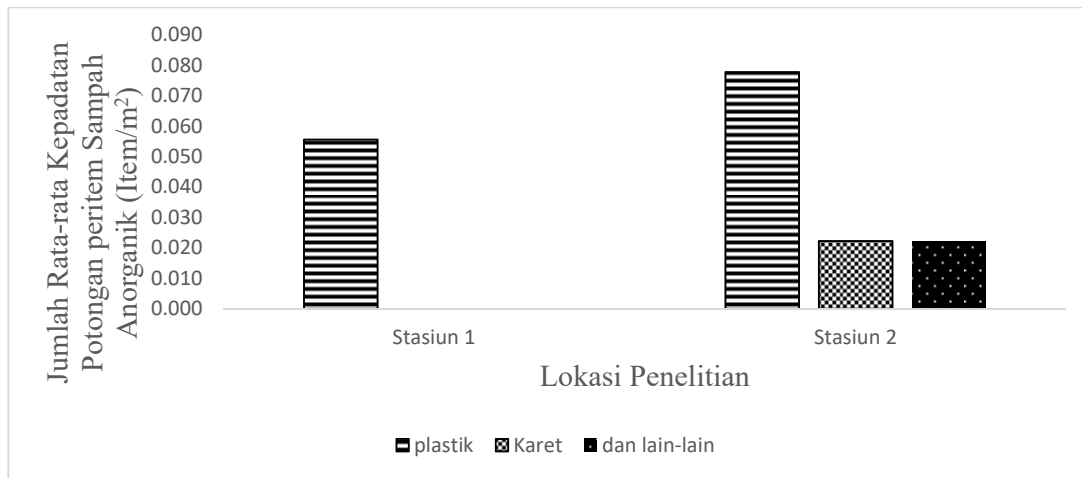 Jumlah Rata-rata Kepadatan
Potongan peritem Sampah
Anorganik (Item/m²)
0.090
0.080
0.070
0.060
0.050
0.040
0.030
0.020
0.010
0.000
Stasiun 1
Stasiun 2
Lokasi Penelitian
plastik
Karet
dan lain-lain